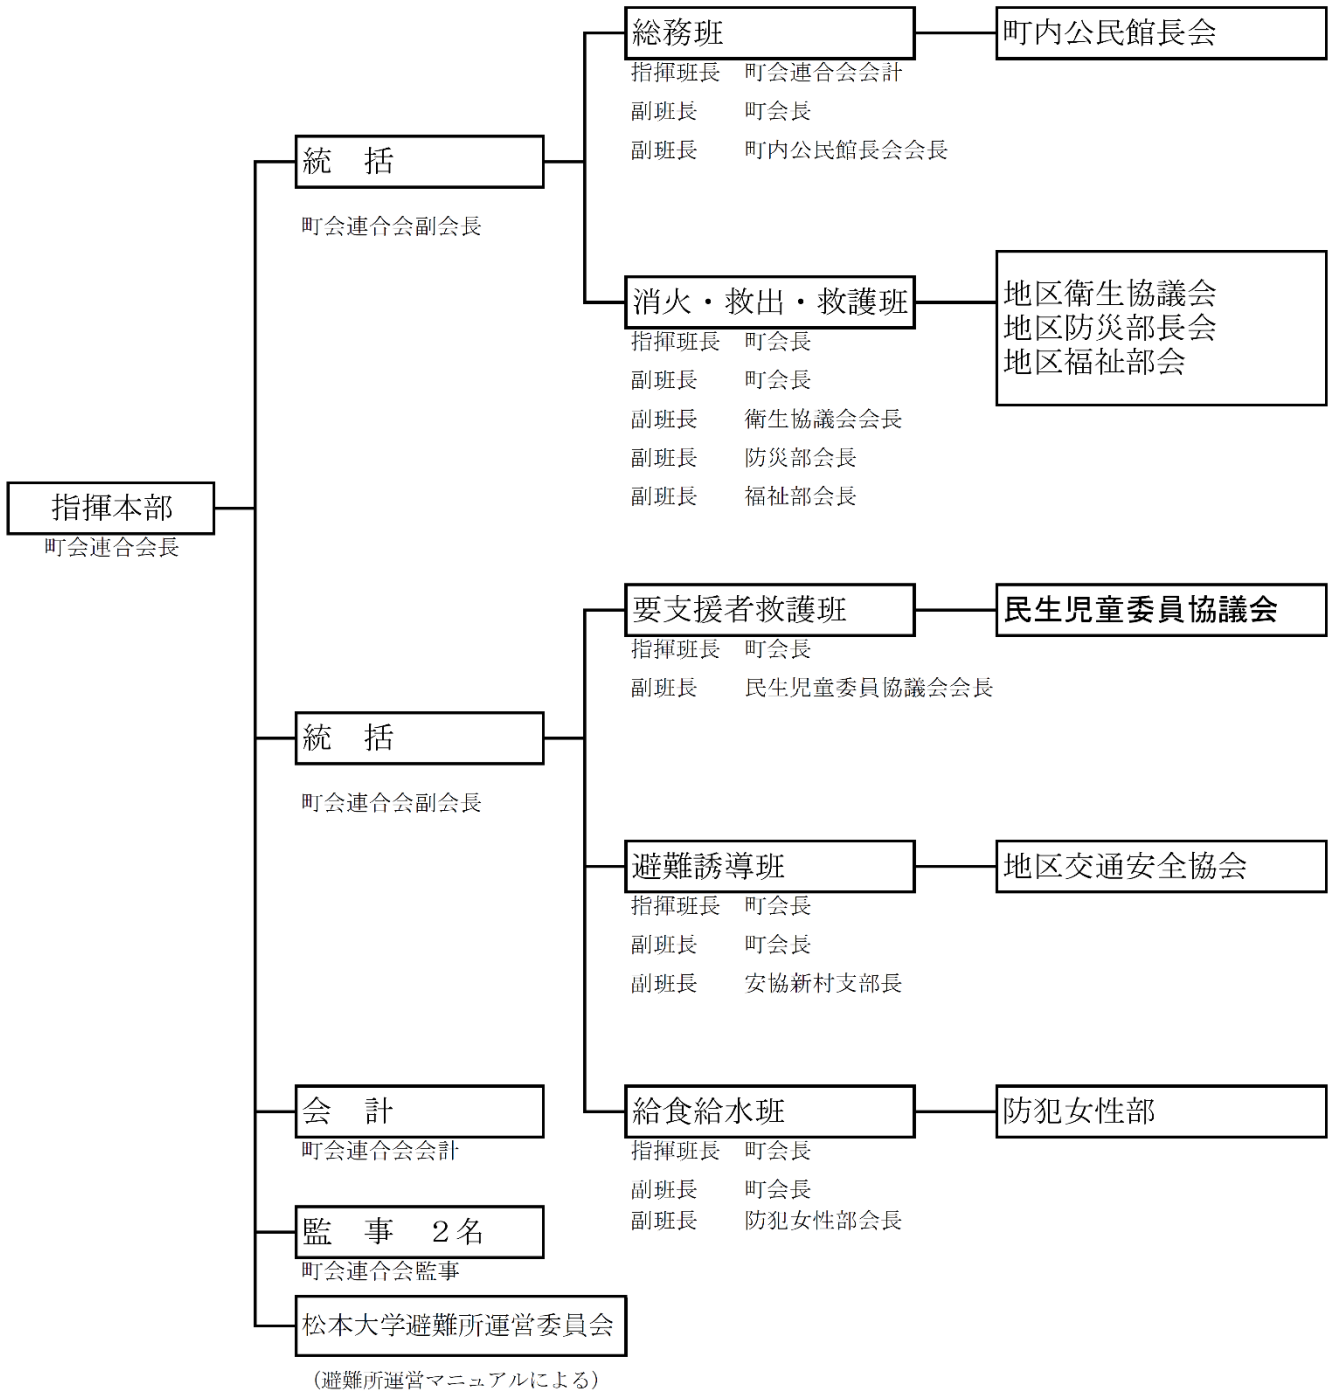 総務班
町内公民館長会
指揮班長　町会連合会会計
副班長　町会長
副班長　町内公民館長会会長
統　括
町会連合会副会長
消火・救出・救護班
地区衛生協議会
地区防災部長会
地区福祉部会
指揮班長　町会長
副班長　町会長
副班長　衛生協議会会長
副班長　防災部会長
副班長　福祉部会長
指揮本部
町会連合会長
要支援者救護班
民生児童委員協議会
指揮班長　町会長
副班長　民生児童委員協議会会長
統　括
町会連合会副会長
避難誘導班
地区交通安全協会
指揮班長　町会長
副班長　町会長
副班長　安協新村支部長
会　計
町会連合会会計
給食給水班
防犯女性部
指揮班長　町会長
副班長　町会長
副班長　防犯女性部会長
監　事　２名
町会連合会監事
松本大学避難所運営委員会
（避難所運営マニュアルによる）